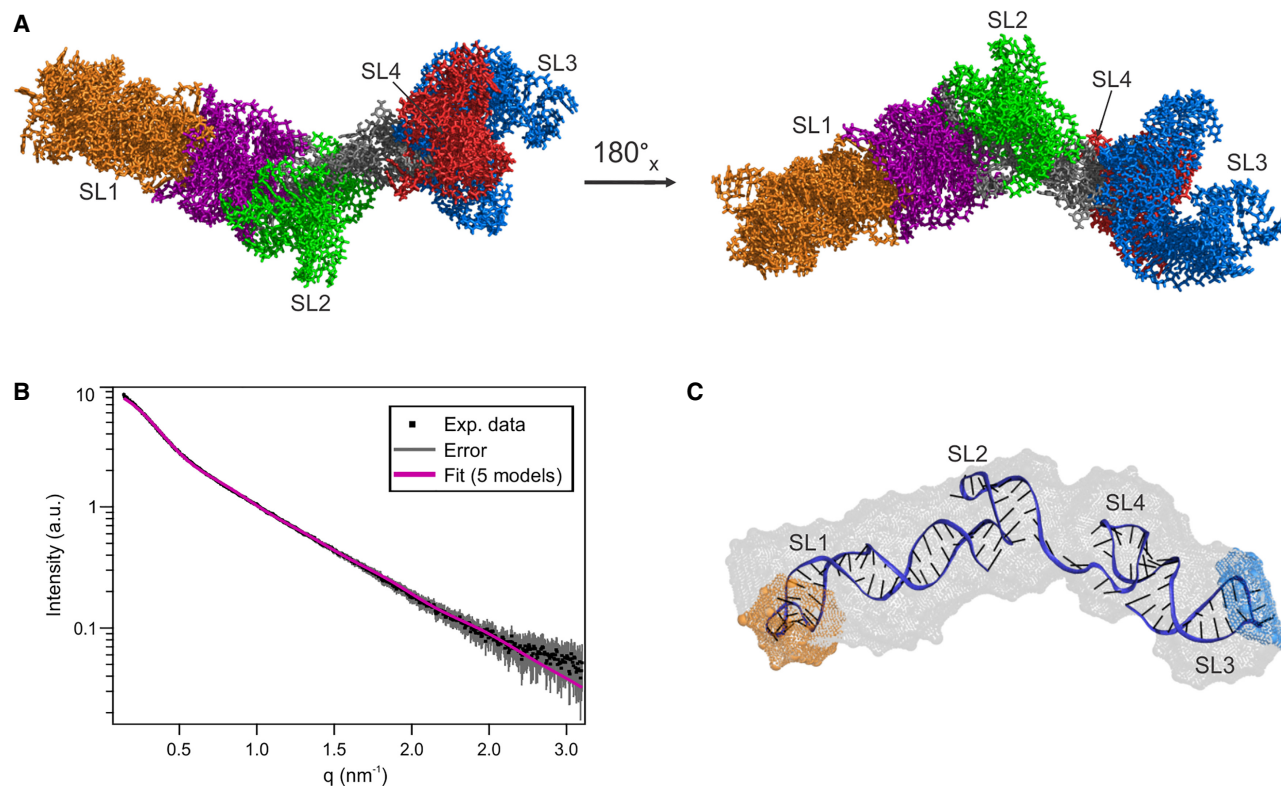 A
SL1
SL2
SL4
SL3
180°x
SL1
SL2
SL4
SL3
B
Intensity (a.u.)
10
1
0.1
Exp. data
Error
Fit (5 models)
0.5 1.0 1.5 2.0 2.0 3.0
q (nm-1)
C
SL1
SL2
SL4
SL3